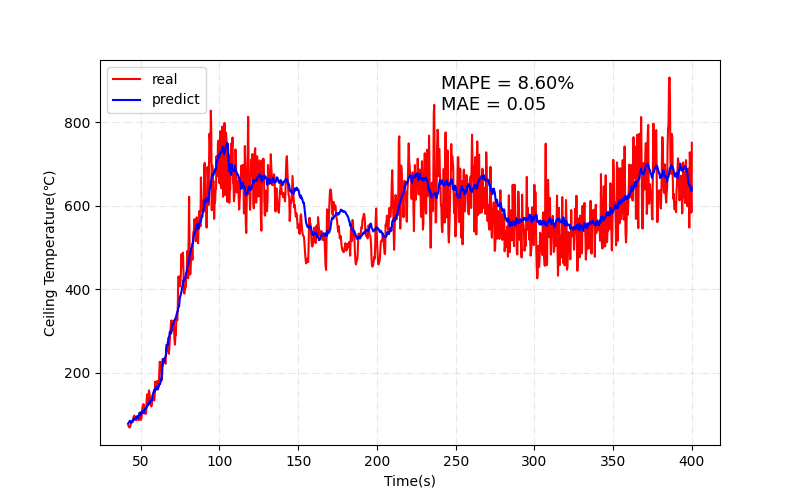 real
predict
MAPE = 8.60%
MAE = 0.05
800
600
400
200
Ceiling Temperature(℃)
50 100 150 200 250 300 350 400
Time(s)